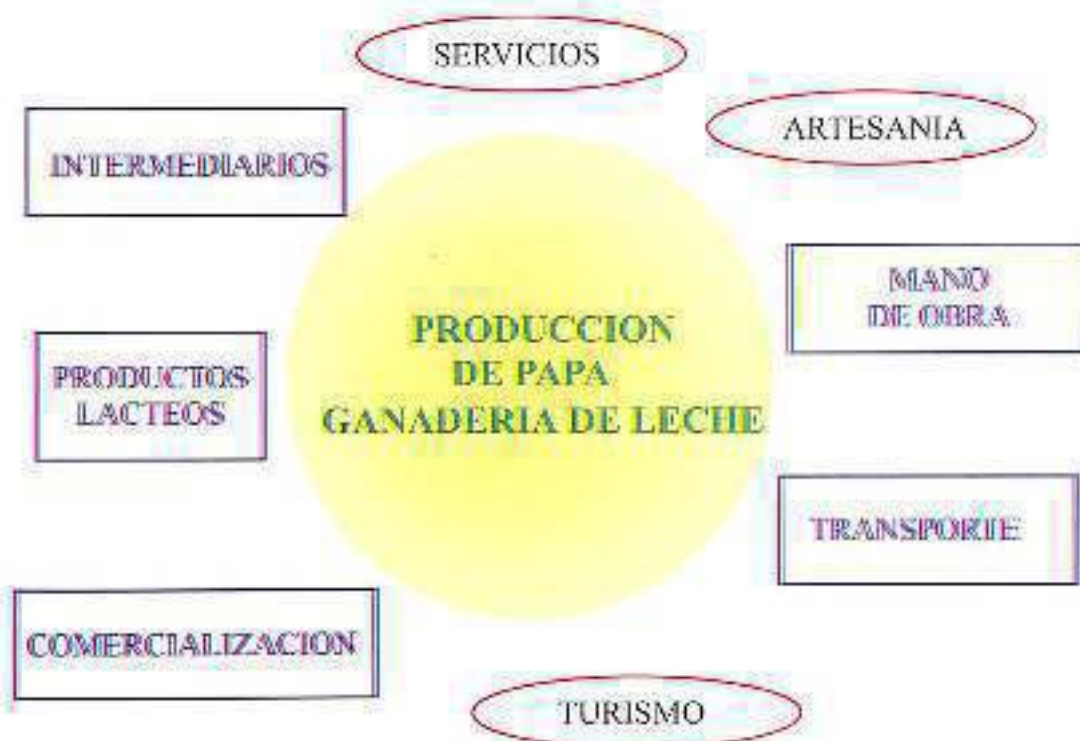 SERVICIOS
ARTESANIA
INTERMEDIARIOS
MANO
DE OBRA
PRODUCCION
DE PAPA
GANADERIA DE LECHE
PRODUCTOS
LACTEOS
TRANSPORTE
COMERCIALIZACION
TURISMO